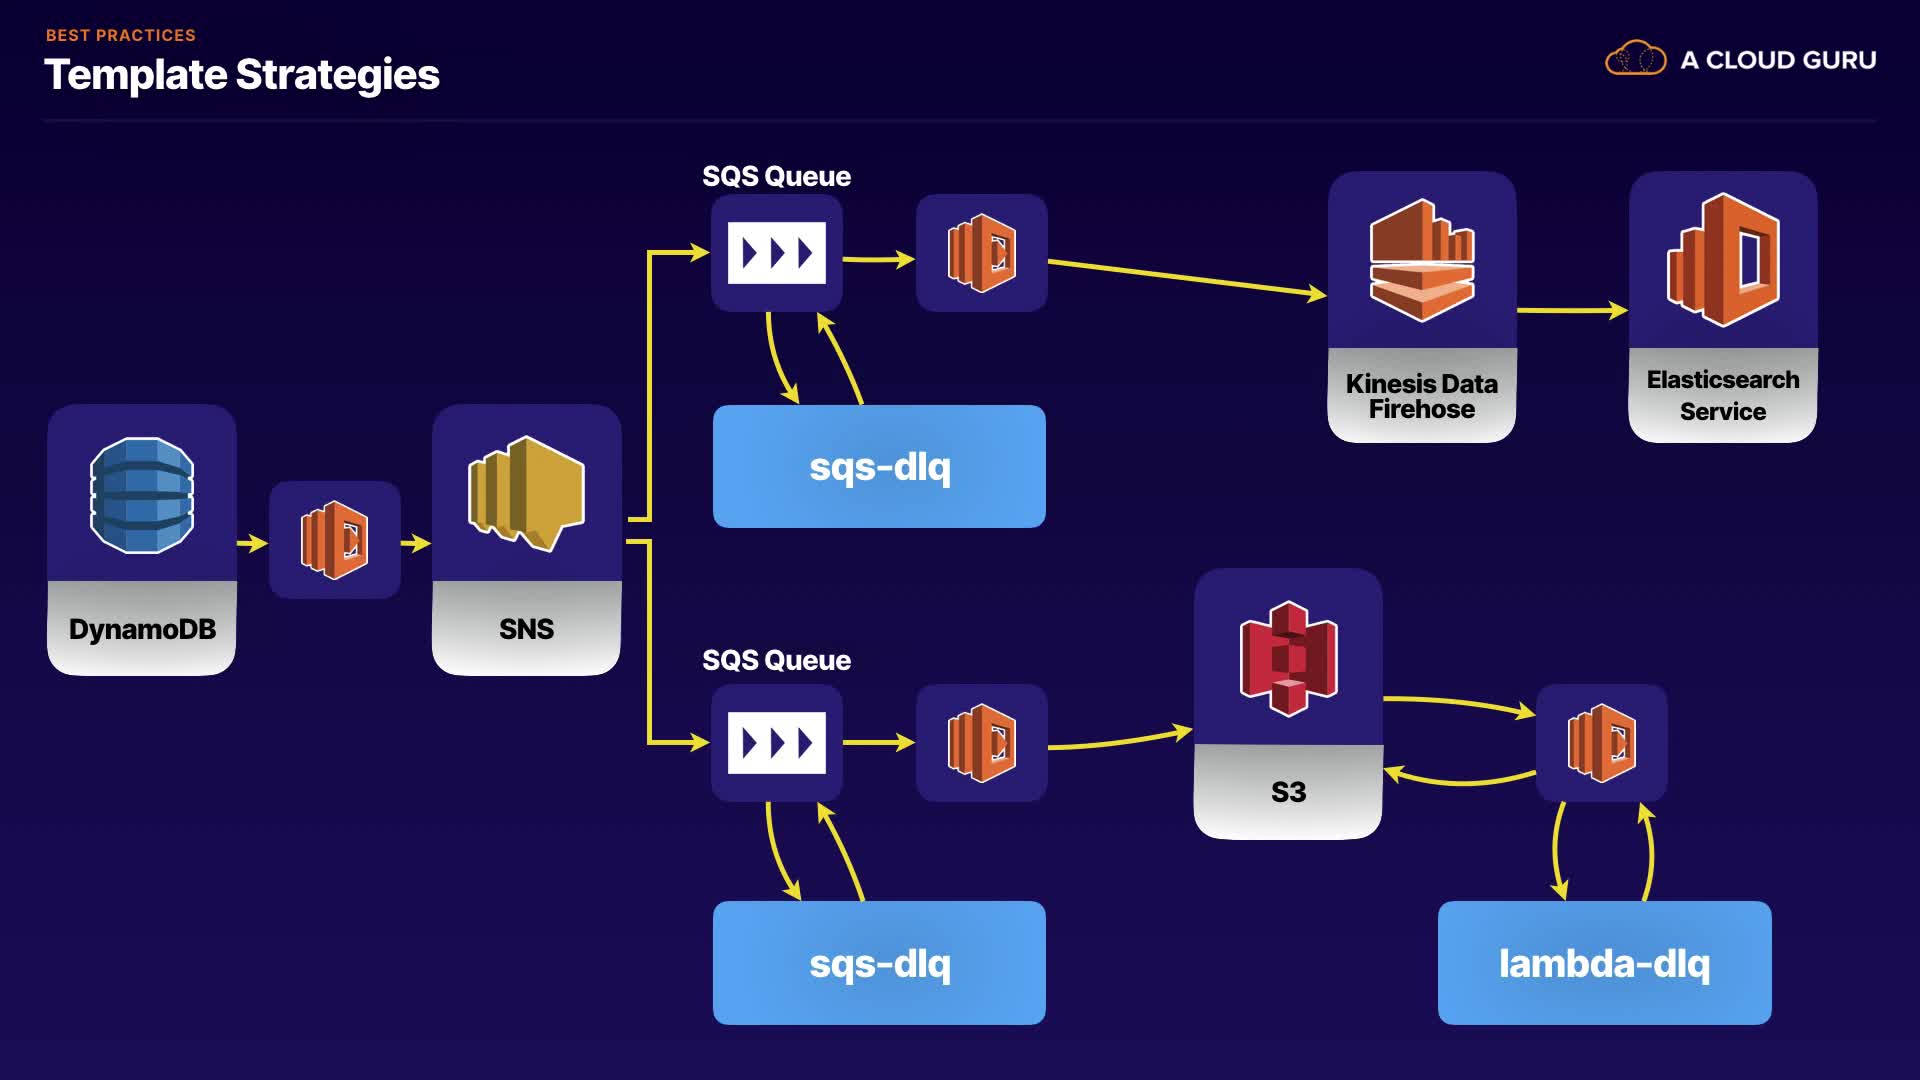 BEST PRACTICES
Template Strategies
A CLOUD GURU
SQS Queue
Kinesis Data
Firehose
Elasticsearch
Service
sqs-dlq
DynamoDB
SNS
SQS Queue
S3
sqs-dlq
lambda-dlq